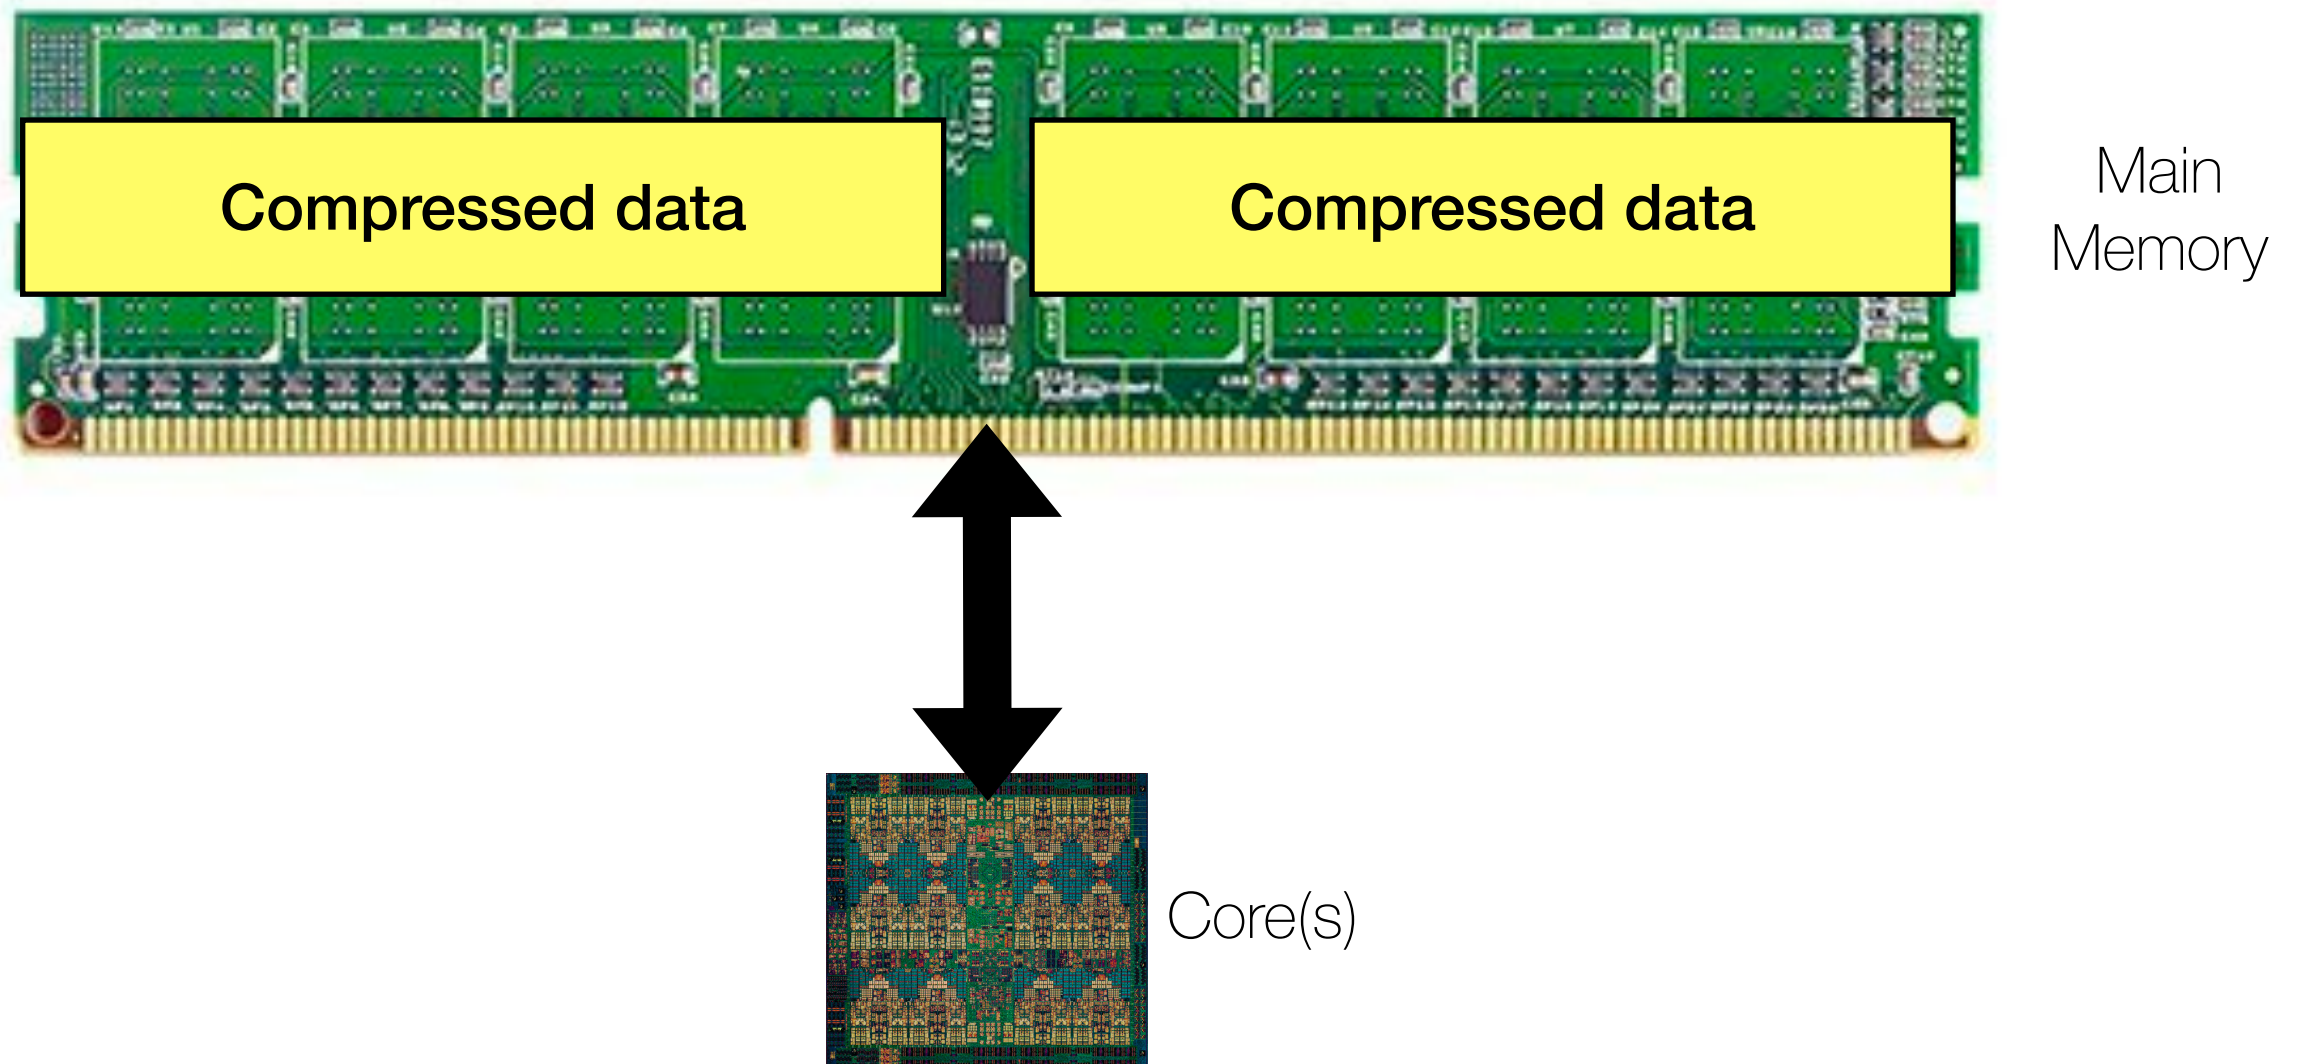 Compressed data
Compressed data
Main
Memory
Core(s)